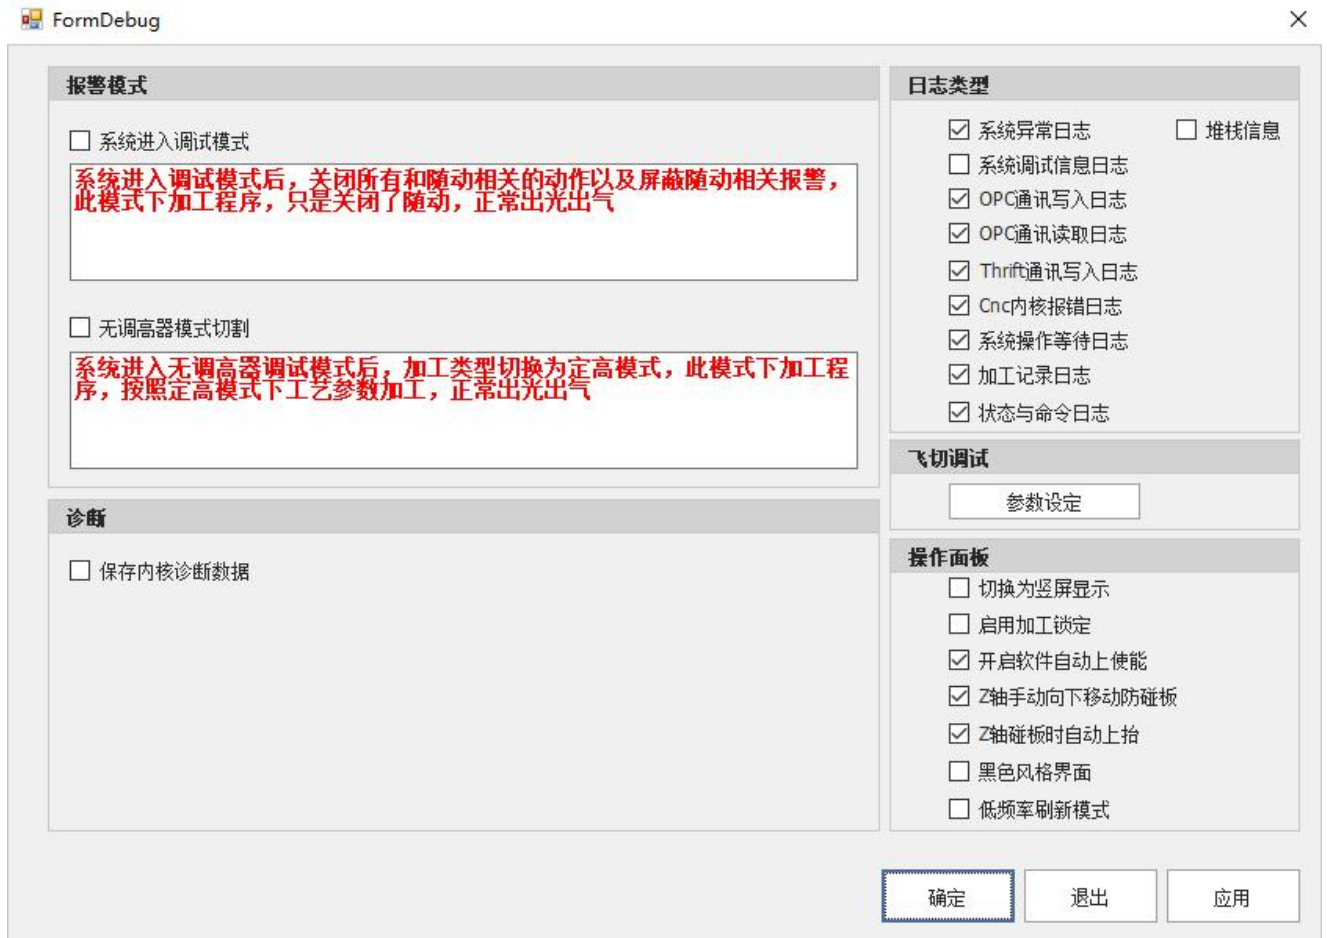 FormDebug
报警模式
系统进入调试模式
系统进入调试模式后，关闭所有和随动相关的动作以及屏蔽随动相关报警，
此模式下加工程序，只是关闭了随动，正常出光出气
无调高器模式切割
系统进入无调高器调试模式后，加工类型切换为定高模式，此模式下加工程
序，按照定高模式下工艺参数加工，正常出光出气
诊断
保存内核诊断数据
日志类型
系统异常日志
堆栈信息
系统调试信息日志
OPC通讯写入日志
OPC通讯读取日志
Thrift通讯写入日志
Cnc内核报错日志
系统操作等待日志
加工记录日志
状态与命令日志
飞切调试
参数设定
操作面板
切换为竖屏显示
启用加工锁定
开启软件自动上使能
Z轴手动向下移动防碰板
Z轴碰板时自动上抬
黑色风格界面
低频率刷新模式
确定
退出
应用